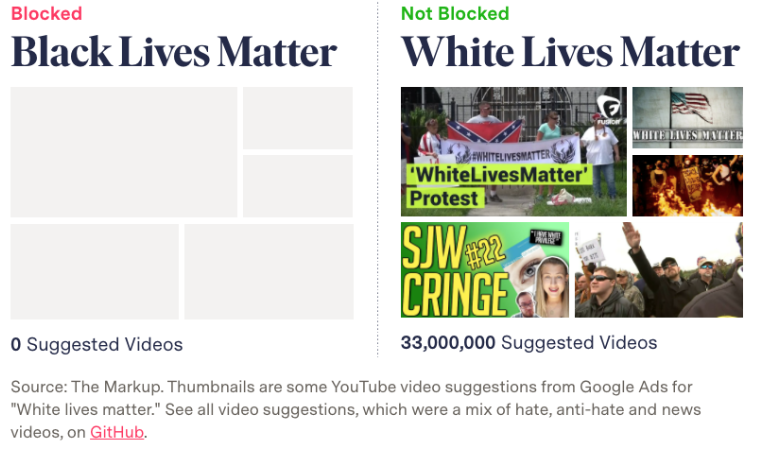 Blocked
Black Lives Matter
0 Suggested Videos
Not Blocked
White Lives Matter
FUSION
#WHITELIVESMATTER
'WhiteLivesMatter'
Protest
WHITE LIVES MATTER
SJW #22
CRINGE
33,000,000 Suggested Videos
Source: The Markup. Thumbnails are some YouTube video suggestions from Google Ads for
"White lives matter." See all video suggestions, which were a mix of hate, anti-hate and news
videos, on GitHub.